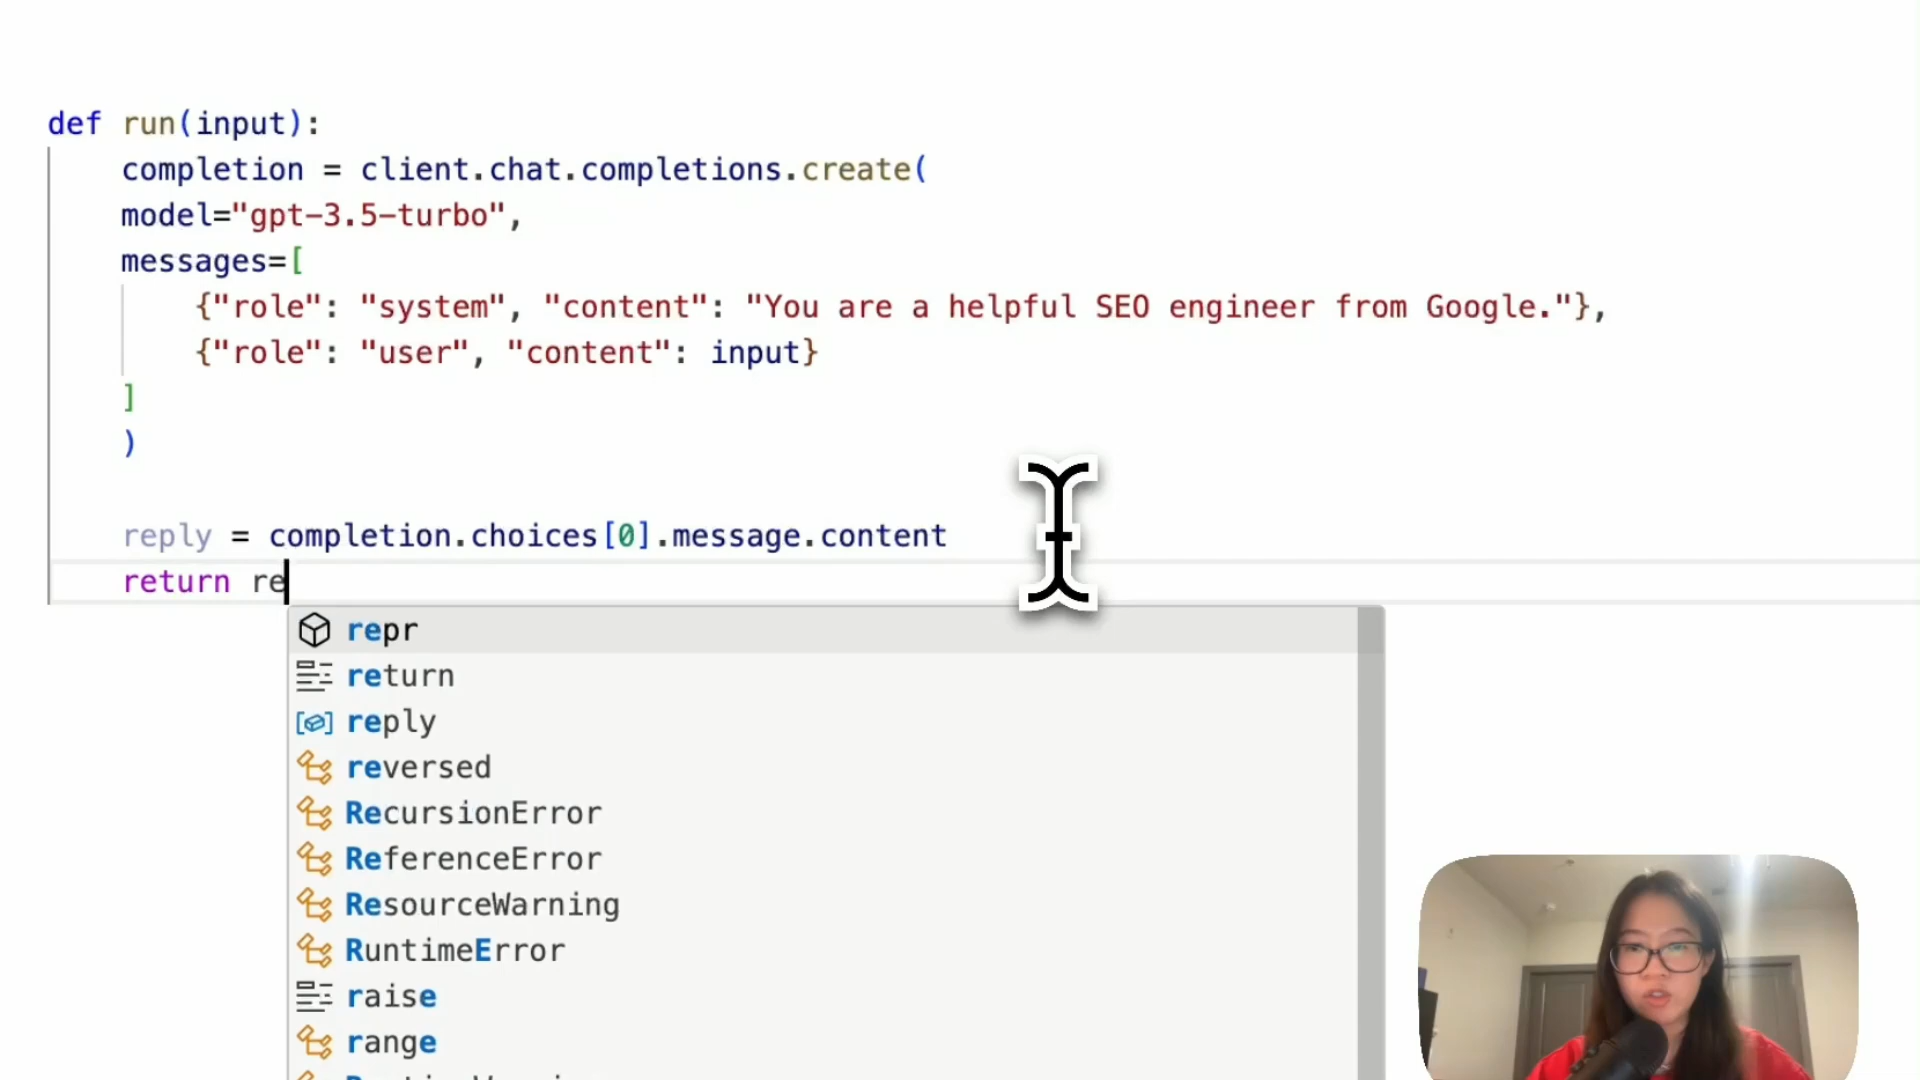 def run(input):
completion = client.chat.completions.create(
model="gpt-3.5-turbo",
messages=[
{"role": "system", "content": "You are a helpful SEO engineer from Google."},
{"role": "user", "content": input}
]
)
reply = completion.choices[0].message.content
return re
repr
return
reply
reversed
RecursionError
ReferenceError
ResourceWarning
RuntimeError
raise
range